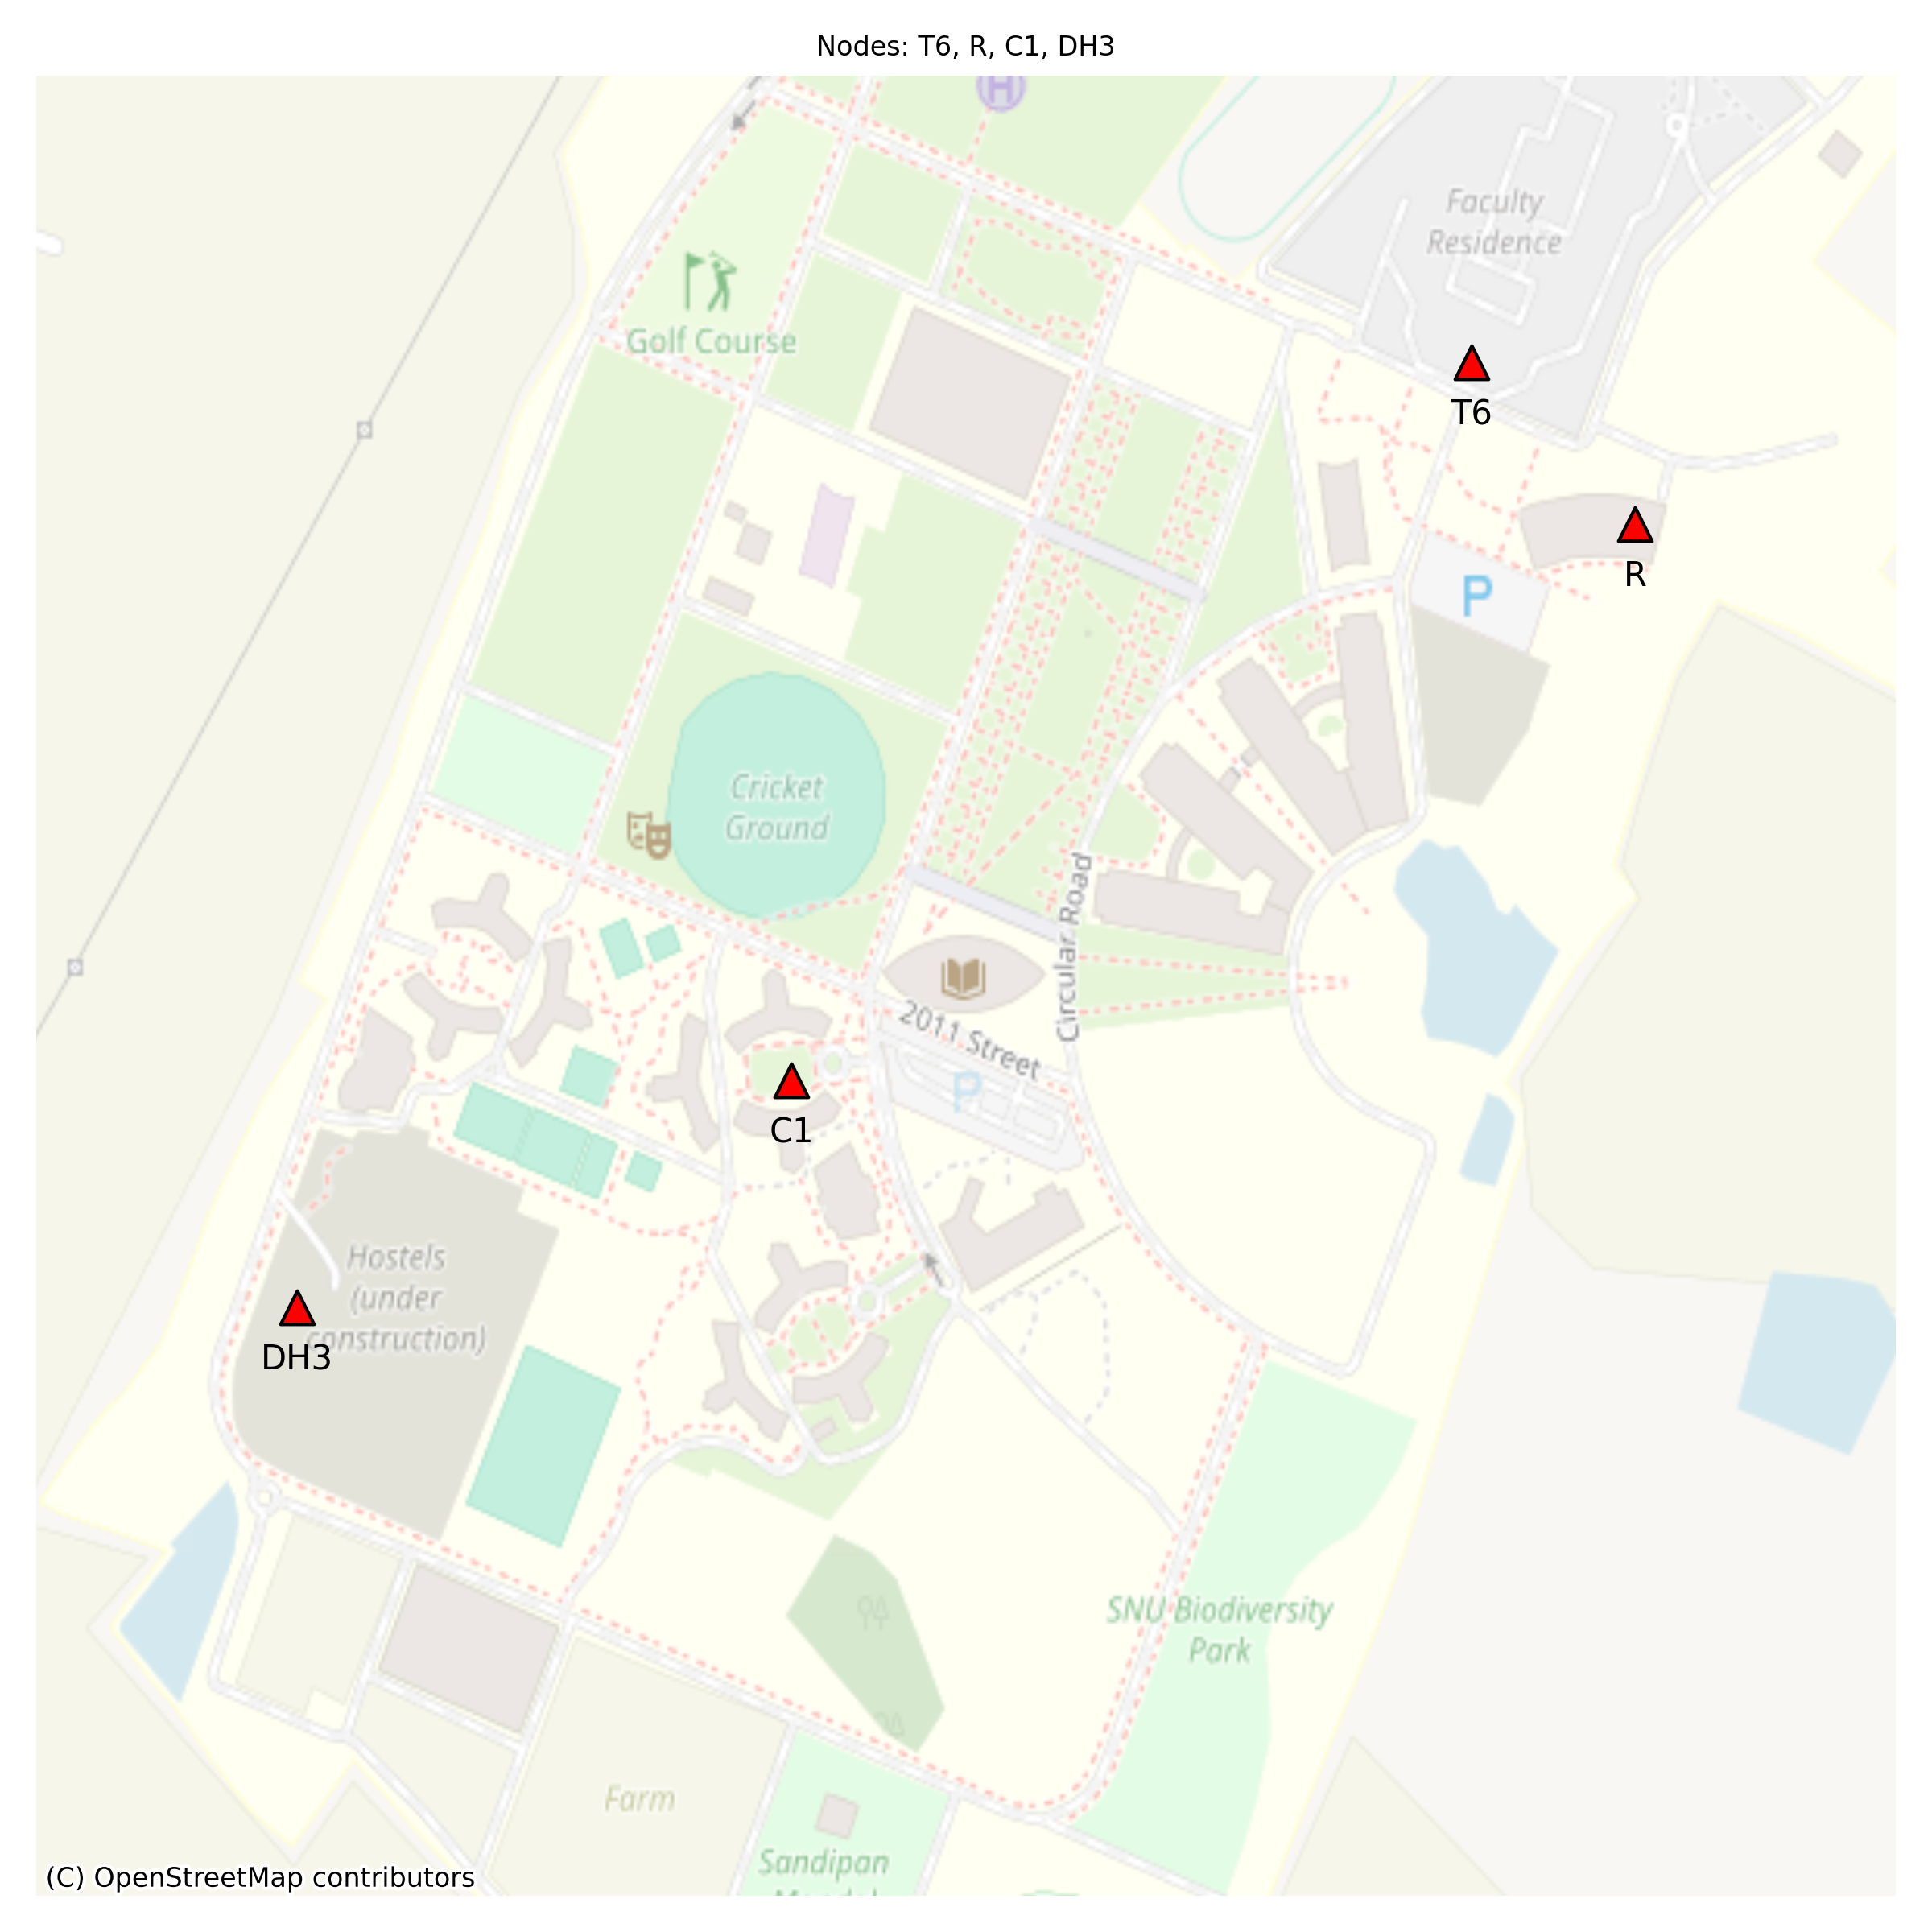 Nodes: T6, R, C1, DH3
H
Faculty
Residence
Golf Course
T6
R
P
Cricket
Ground
Circular Road
2011 Street
P
C1
Hostels
(under
construction)
DH3
SNU Biodiversity
Park
Farm
Sandipan
(C) OpenStreetMap contributors